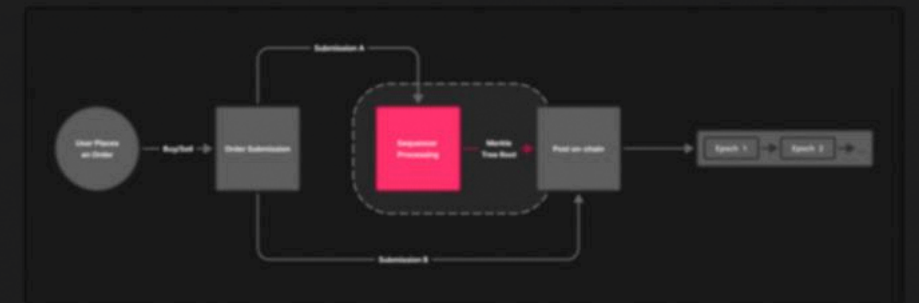 Submission A
User Places
an Order
Buy/Sell
Order Submission
Sequencer
Processing
Merkle
Tree Root
Post on-chain
Epoch 1
Epoch 2
Submission B